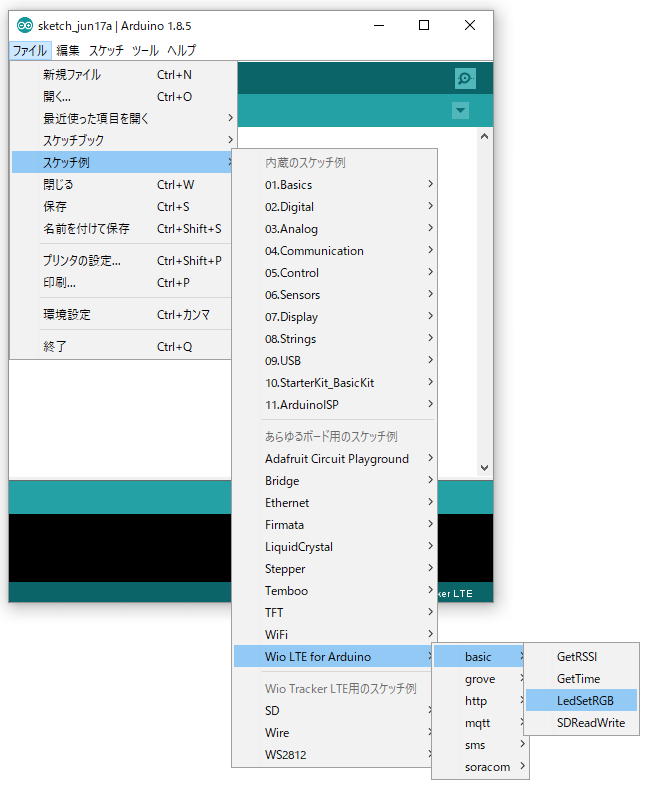 sketch_jun17a | Arduino 1.8.5
ファイル 編集 スケッチ ツール ヘルプ
新規ファイル Ctrl+N
開く... Ctrl+O
最近使った項目を開く
スケッチブック
スケッチ例
閉じる Ctrl+W
保存 Ctrl+S
名前を付けて保存 Ctrl+Shift+S
プリンタの設定... Ctrl+Shift+P
印刷... Ctrl+P
環境設定 Ctrl+カンマ
終了 Ctrl+Q
内蔵のスケッチ例
01.Basics
02.Digital
03.Analog
04.Communication
05.Control
06.Sensors
07.Display
08.Strings
09.USB
10.StarterKit_BasicKit
11.ArduinoISP
あらゆるボード用のスケッチ例
Adafruit Circuit Playground
Bridge
Ethernet
Firmata
LiquidCrystal
Stepper
Temboo
TFT
WiFi
Wio LTE for Arduino
Wio Tracker LTE用のスケッチ例
SD
Wire
WS2812
basic
grove
http
mqtt
sms
soracom
GetRSSI
GetTime
LedSetRGB
SDReadWrite
ker LTE